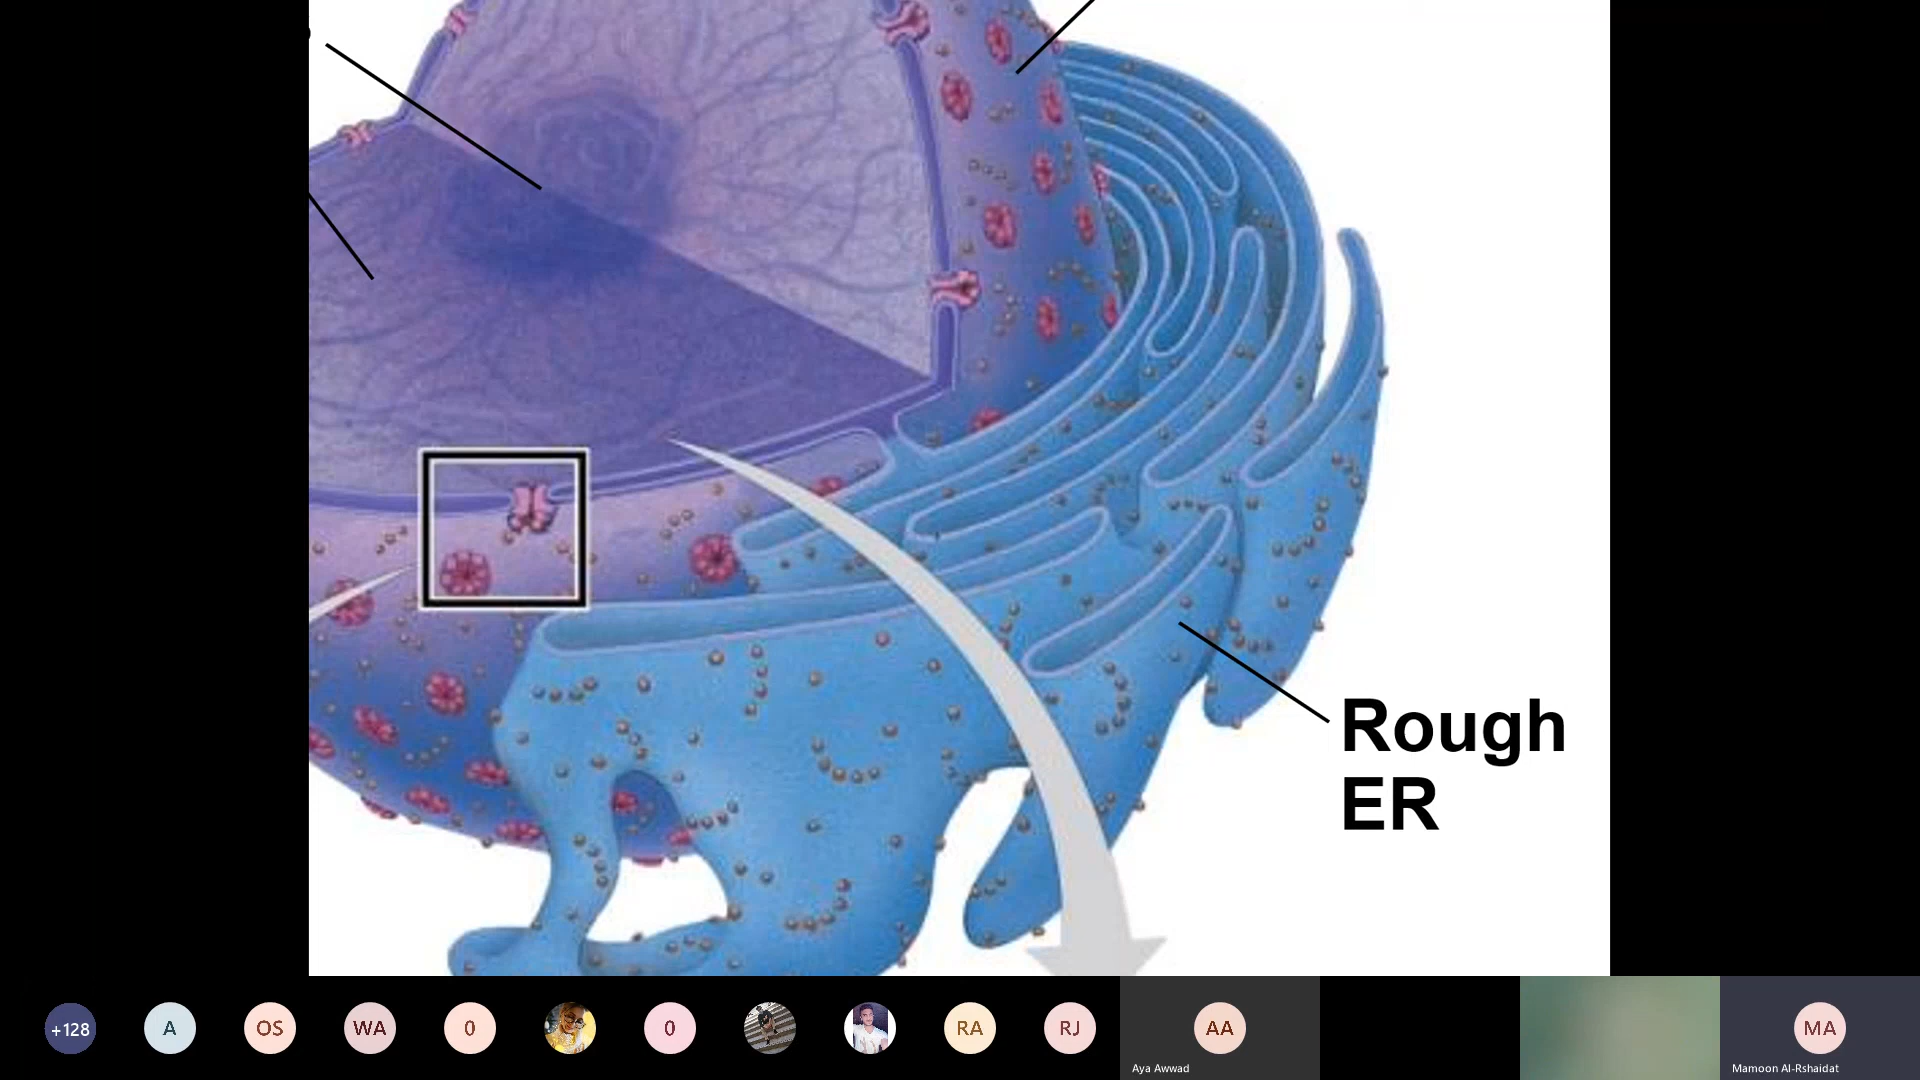 Rough
ER
+128
A
OS
WA
0
0
RA
RJ
AA
MA
Aya Awwad
Mamoon Al-Rshaidat